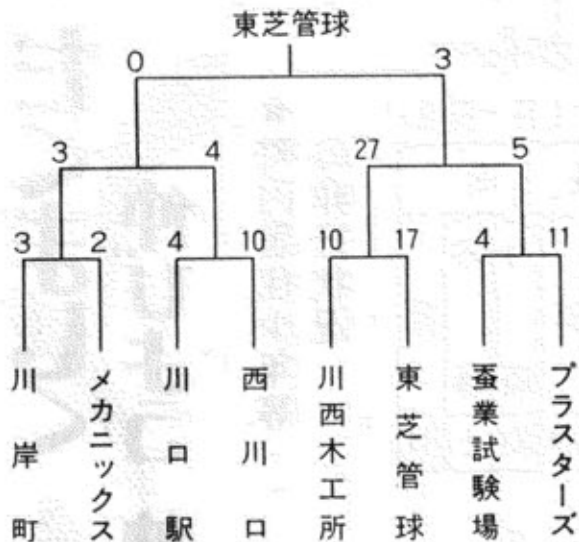 東芝管球
0 3
3 4 27 5
3 2 4 10 10 17 4 11
川岸町
メカニックス
川口駅
西川口
川西木工所
東芝管球
蚕業試験場
ブラスターズ